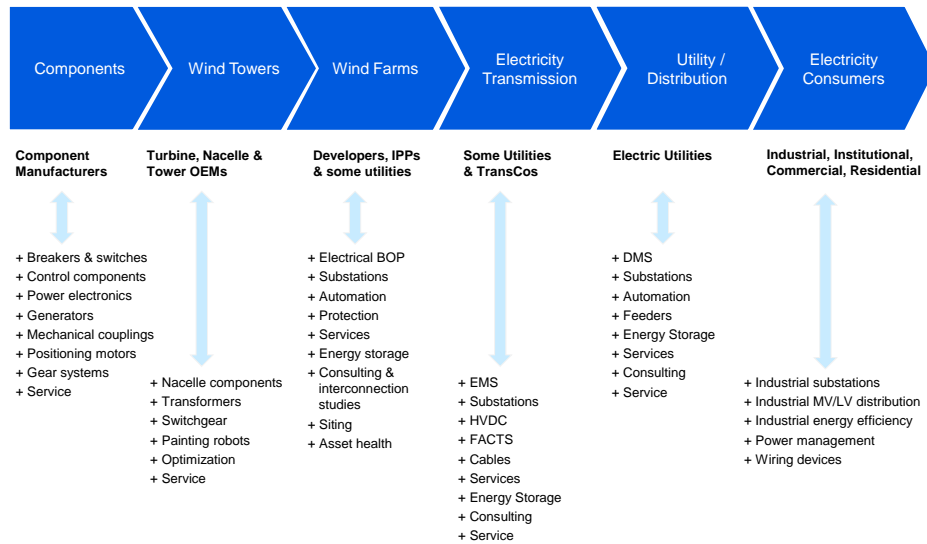 Components
Wind Towers
Wind Farms
Electricity
Transmission
Utility /
Distribution
Electricity
Consumers
Component
Manufacturers
Turbine, Nacelle &
Tower OEMs
Developers, IPPs
& some utilities
Some Utilities
& TransCos
Electric Utilities
Industrial, Institutional,
Commercial, Residential
+ Breakers & switches
+ Control components
+ Power electronics
+ Generators
+ Mechanical couplings
+ Positioning motors
+ Gear systems
+ Service
+ Nacelle components
+ Transformers
+ Switchgear
+ Painting robots
+ Optimization
+ Service
+ Electrical BOP
+ Substations
+ Automation
+ Protection
+ Services
+ Energy storage
+ Consulting &
interconnection
studies
+ Siting
+ Asset health
+ EMS
+ Substations
+ HVDC
+ FACTS
+ Cables
+ Services
+ Energy Storage
+ Consulting
+ Service
+ DMS
+ Substations
+ Automation
+ Feeders
+ Energy Storage
+ Services
+ Consulting
+ Service
+ Industrial substations
+ Industrial MV/LV distribution
+ Industrial energy efficiency
+ Power management
+ Wiring devices